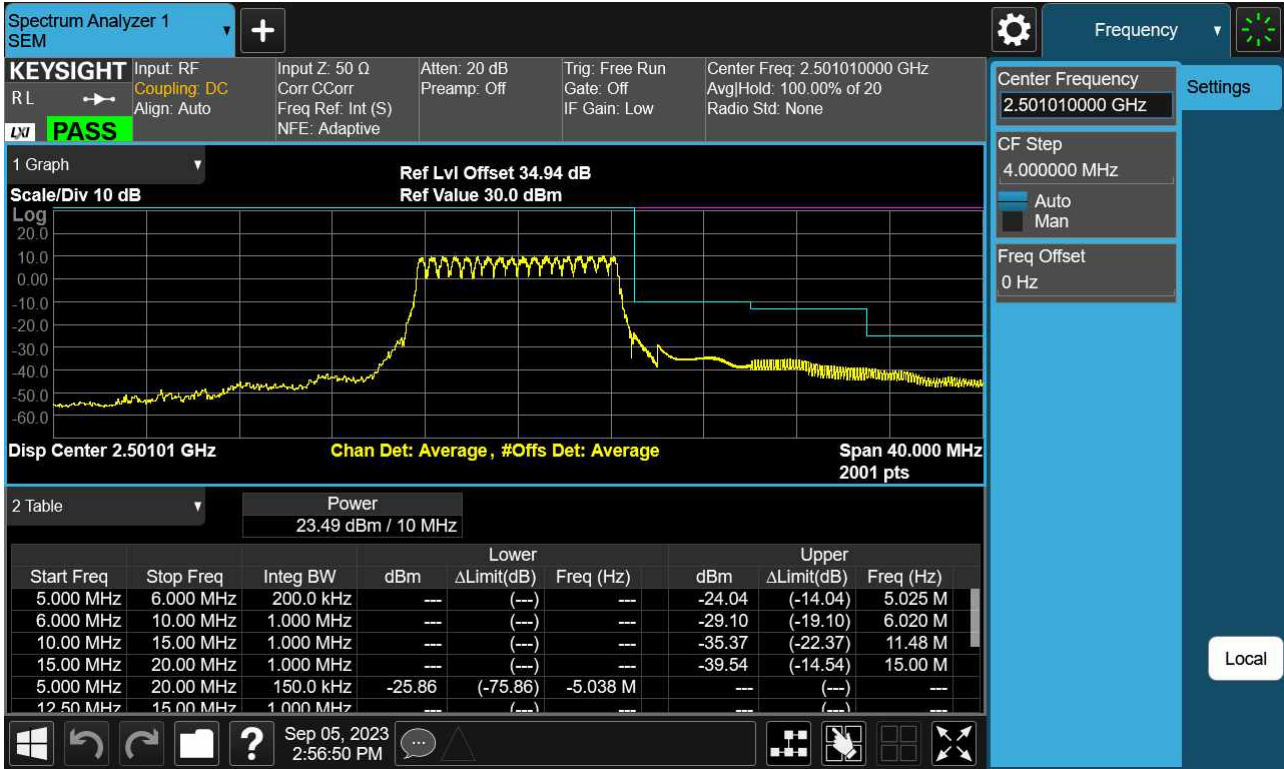 Spectrum Analyzer 1
SEM
Frequency
KEYSIGHT
RL
LXI
PASS
Input: RF
Coupling: DC
Align: Auto
Input Z: 50 Ω
Corr CCorr
Freq Ref: Int (S)
NFE: Adaptive
Atten: 20 dB
Preamp: Off
Trig: Free Run
Gate: Off
IF Gain: Low
Center Freq: 2.501010000 GHz
Avg|Hold: 100.00% of 20
Radio Std: None
Center Frequency
2.501010000 GHz
Settings
CF Step
4.000000 MHz
Auto
Man
Freq Offset
0 Hz
Local
1 Graph
Scale/Div 10 dB
Ref Lvl Offset 34.94 dB
Ref Value 30.0 dBm
Log
20.0
10.0
0.00
-10.0
-20.0
-30.0
-40.0
-50.0
-60.0
Disp Center 2.50101 GHz
Chan Det: Average , #Offs Det: Average
Span 40.000 MHz
2001 pts
2 Table
Power
23.49 dBm / 10 MHz
Lower Upper
Start Freq Stop Freq Integ BW dBm ΔLimit(dB) Freq (Hz) dBm ΔLimit(dB) Freq (Hz)
5.000 MHz 6.000 MHz 200.0 kHz --- (---) --- -24.04 (-14.04) 5.025 M
6.000 MHz 10.00 MHz 1.000 MHz --- (---) --- -29.10 (-19.10) 6.020 M
10.00 MHz 15.00 MHz 1.000 MHz --- (---) --- -35.37 (-22.37) 11.48 M
15.00 MHz 20.00 MHz 1.000 MHz --- (---) --- -39.54 (-14.54) 15.00 M
5.000 MHz 20.00 MHz 150.0 kHz -25.86 (-75.86) -5.038 M --- (---) ---
12.50 MHz 15.00 MHz 1.000 MHz --- (---) --- --- (---) ---
Sep 05, 2023
2:56:50 PM